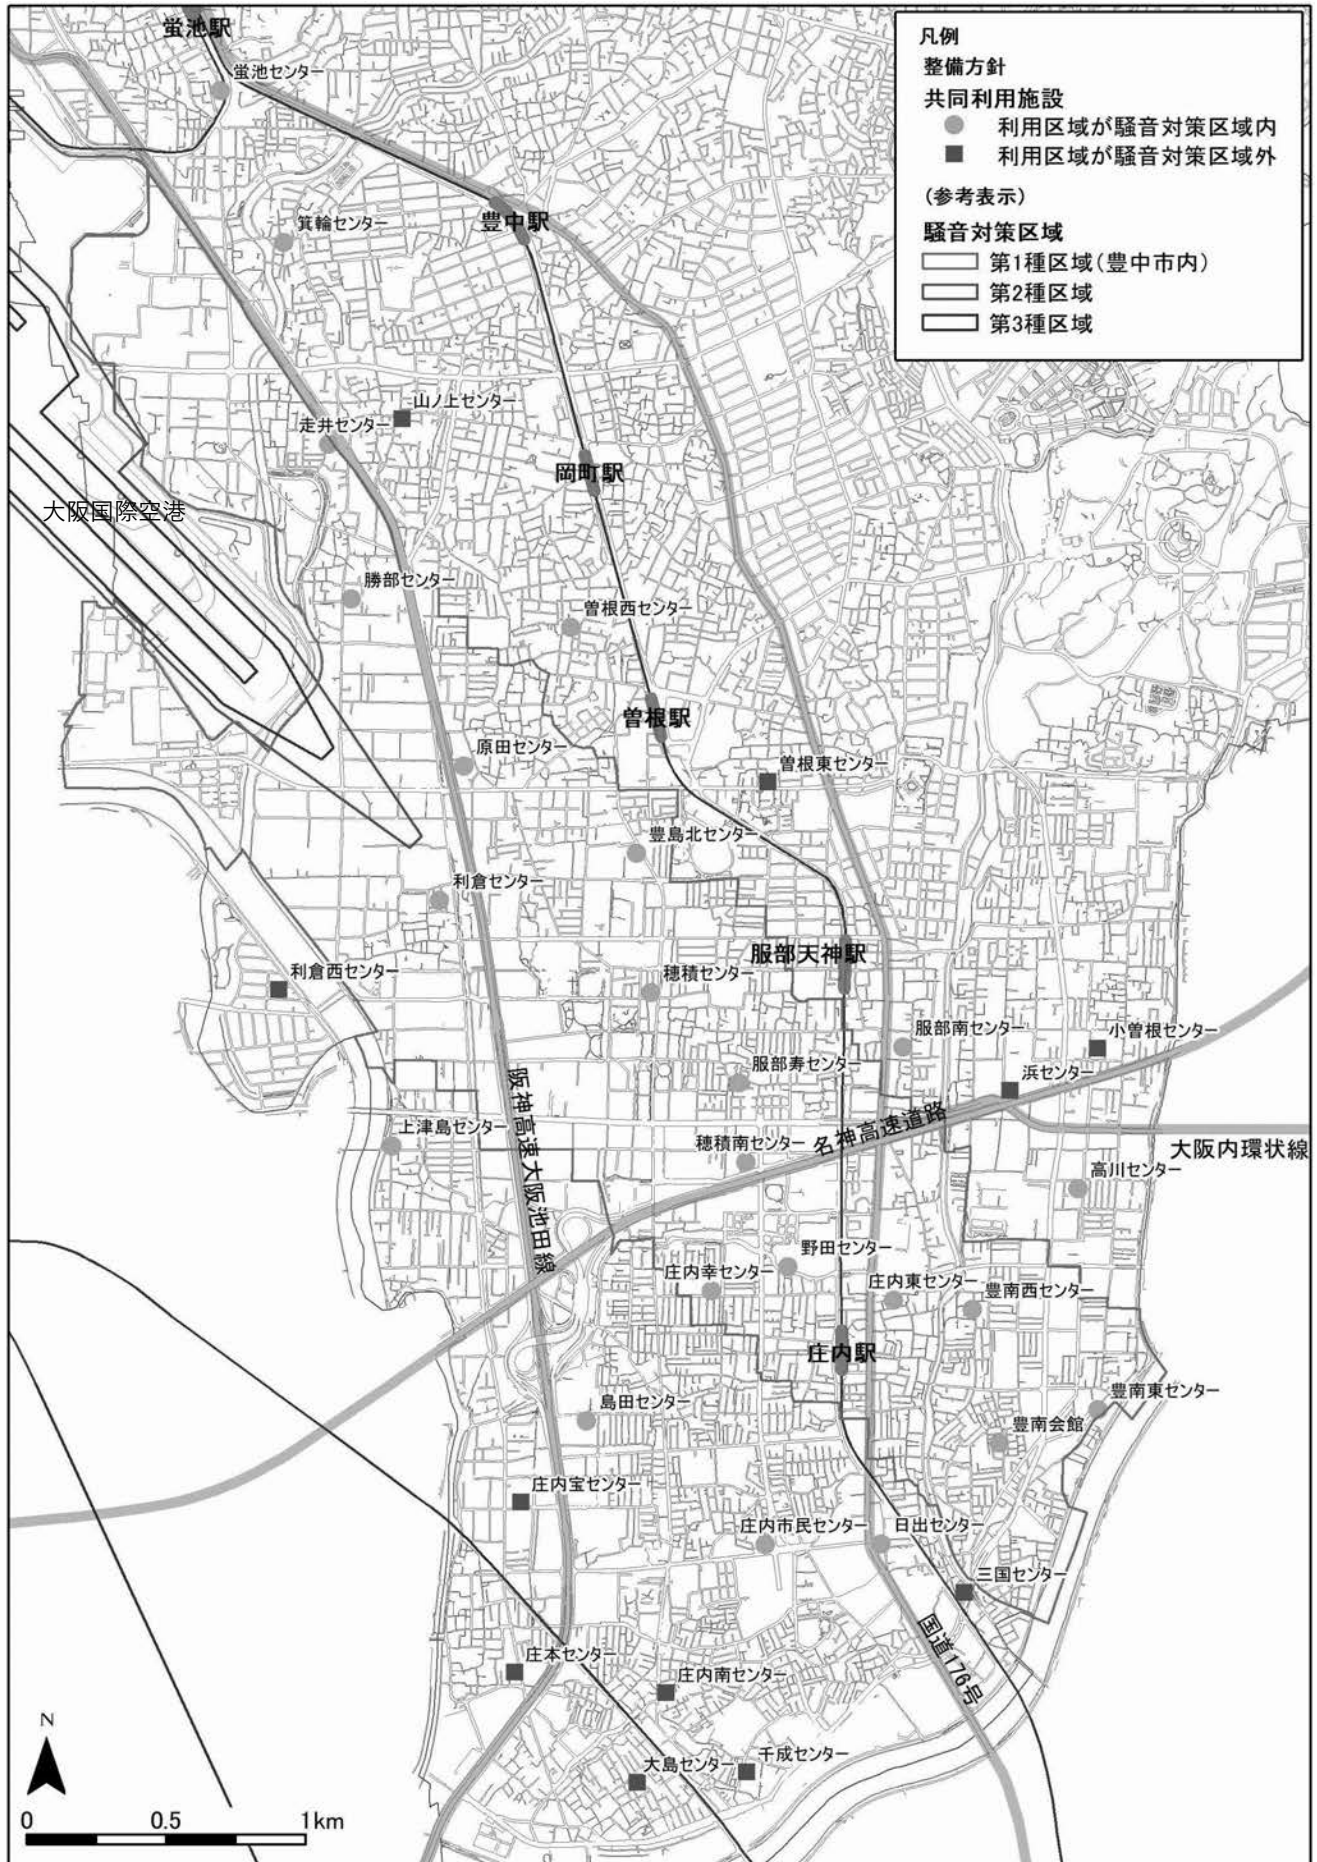 蛍池駅
蛍池センター
凡例
整備方針
共同利用施設
利用区域が騒音対策区域内
利用区域が騒音対策区域外
(参考表示)
騒音対策区域
第1種区域(豊中市内)
第2種区域
第3種区域
箕輪センター
豊中駅
山ノ上センター
走井センター
岡町駅
大阪国際空港
勝部センター
曽根西センター
曽根駅
原田センター
曽根東センター
豊島北センター
利倉センター
服部天神駅
利倉西センター
穂積センター
服部南センター
小曽根センター
服部寿センター
浜センター
阪神高速大阪池田線
上津島センター
穂積南センター
名神高速道路
大阪内環状線
高川センター
野田センター
庄内幸センター
庄内東センター
豊南西センター
庄内駅
島田センター
豊南東センター
豊南会館
庄内宝センター
庄内市民センター
日出センター
三国センター
国道176号
庄本センター
庄内南センター
大島センター
千成センター
N
0 0.5 1km